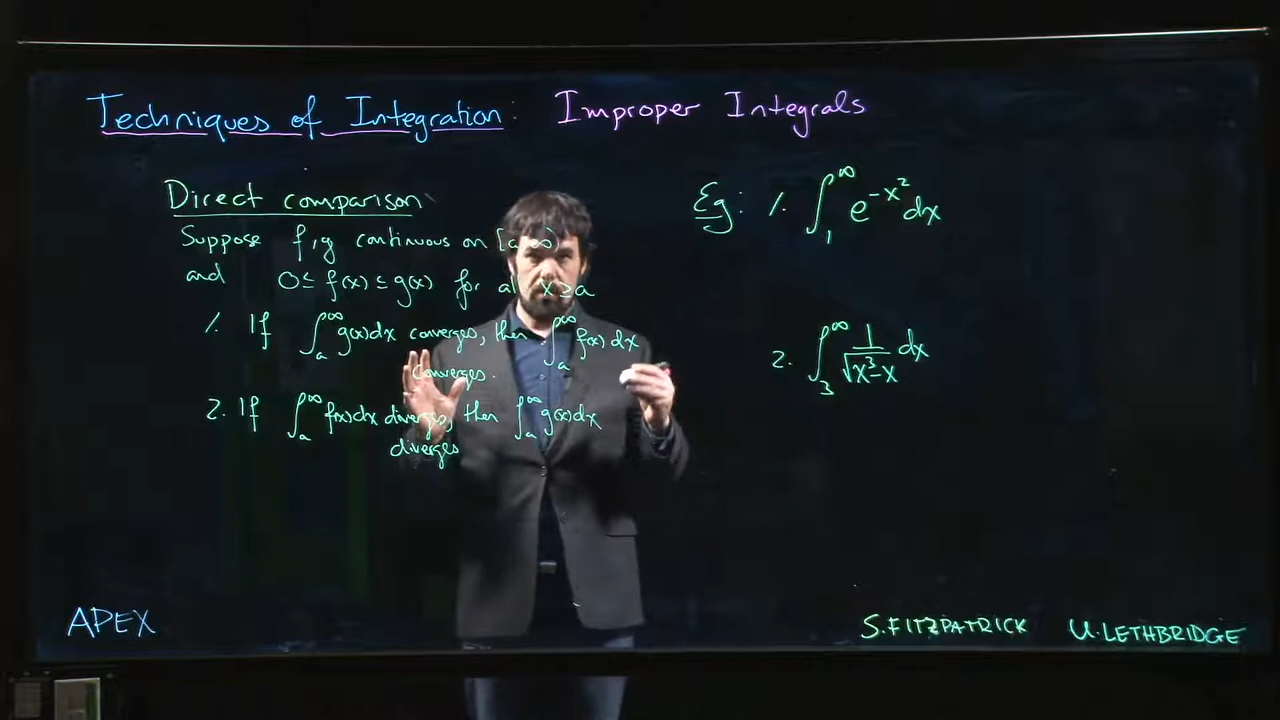 Techniques of Integration: Improper Integrals
Direct comparison
Suppose f, g continuous on [a, ∞)
and 0 ≤ f(x) ≤ g(x) for all x ≥ a
1. If ∫_a^∞ g(x)dx converges, then ∫_a^∞ f(x) dx
converges.
2. If ∫_a^∞ f(x)dx diverges, then ∫_a^∞ g(x)dx
diverges
Eg: 1. ∫_1^∞ e^{-x^2} dx
2. ∫_3^∞ 1/√(x^2-x) dx
APEX
S.FITZPATRICK U.LETHBRIDGE